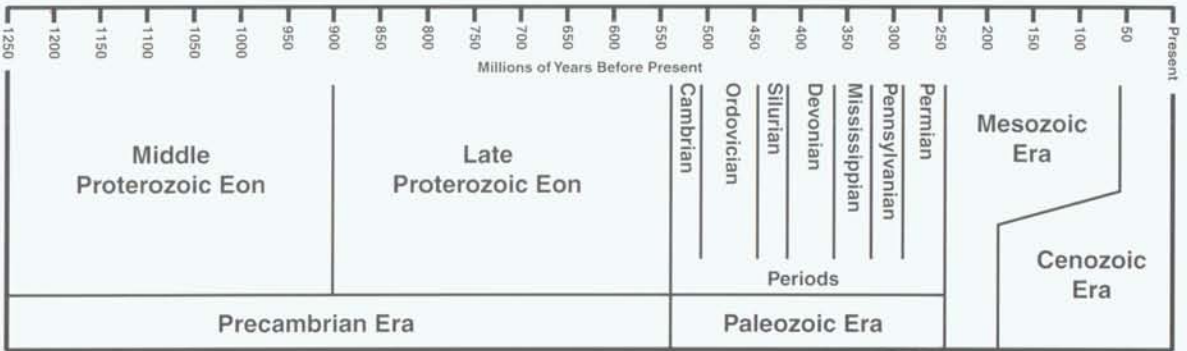 1250
1200
1150
1100
1050
1000
950
900
850
800
750
700
650
600
550
500
450
400
350
300
245
200
100
50
Present
Millions of Years Before Present
Middle
Proterozoic Eon
Late
Proterozoic Eon
Cambrian
Ordovician
Silurian
Devonian
Mississippian
Pennsylvanian
Permian
Periods
Mesozoic
Era
Cenozoic
Era
Precambrian Era
Paleozoic Era